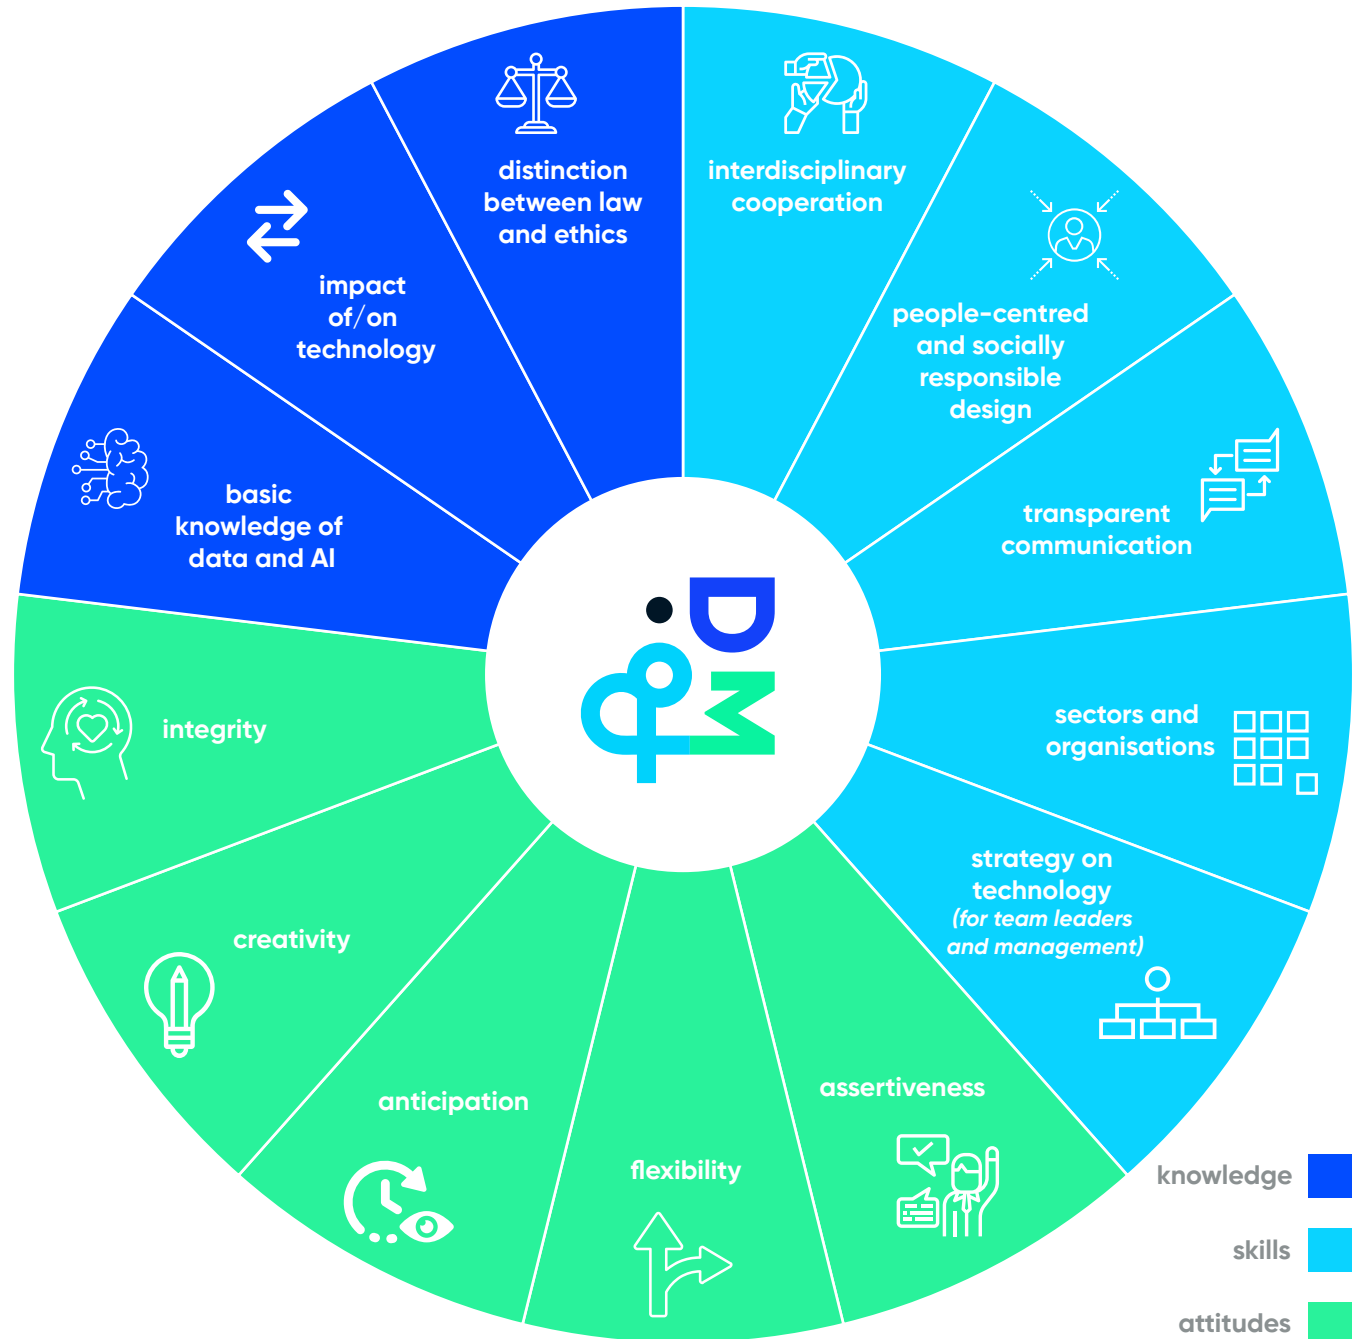 distinction
between law
and ethics
interdisciplinary
cooperation
people-centred
and socially
responsible
design
transparent
communication
sectors and
organisations
strategy on
technology
(for team leaders
and management)
assertiveness
flexibility
anticipation
creativity
integrity
basic
knowledge of
data and AI
impact
of/on
technology
D
M
knowledge
skills
attitudes